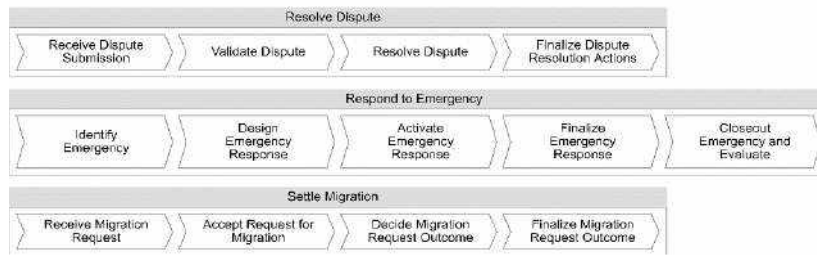 Resolve Dispute
Receive Dispute
Submission
Validate Dispute
Resolve Dispute
Finalize Dispute
Resolution Actions
Respond to Emergency
Identify
Emergency
Design
Emergency
Response
Activate
Emergency
Response
Finalize
Emergency
Response
Closeout
Emergency and
Evaluate
Settle Migration
Receive Migration
Request
Accept Request for
Migration
Decide Migration
Request Outcome
Finalize Migration
Request Outcome